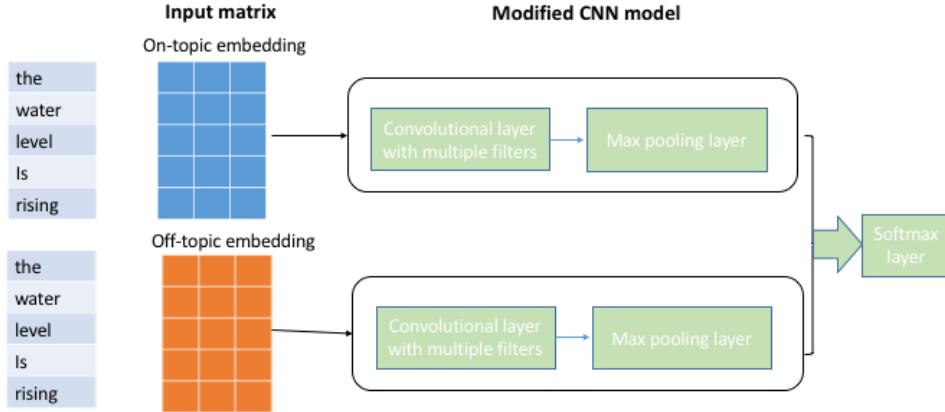 Input matrix
Modified CNN model
On-topic embedding
the
water
level
Is
rising
Convolutional layer
with multiple filters
Max pooling layer
Off-topic embedding
the
water
level
Is
rising
Convolutional layer
with multiple filters
Max pooling layer
Softmax
layer